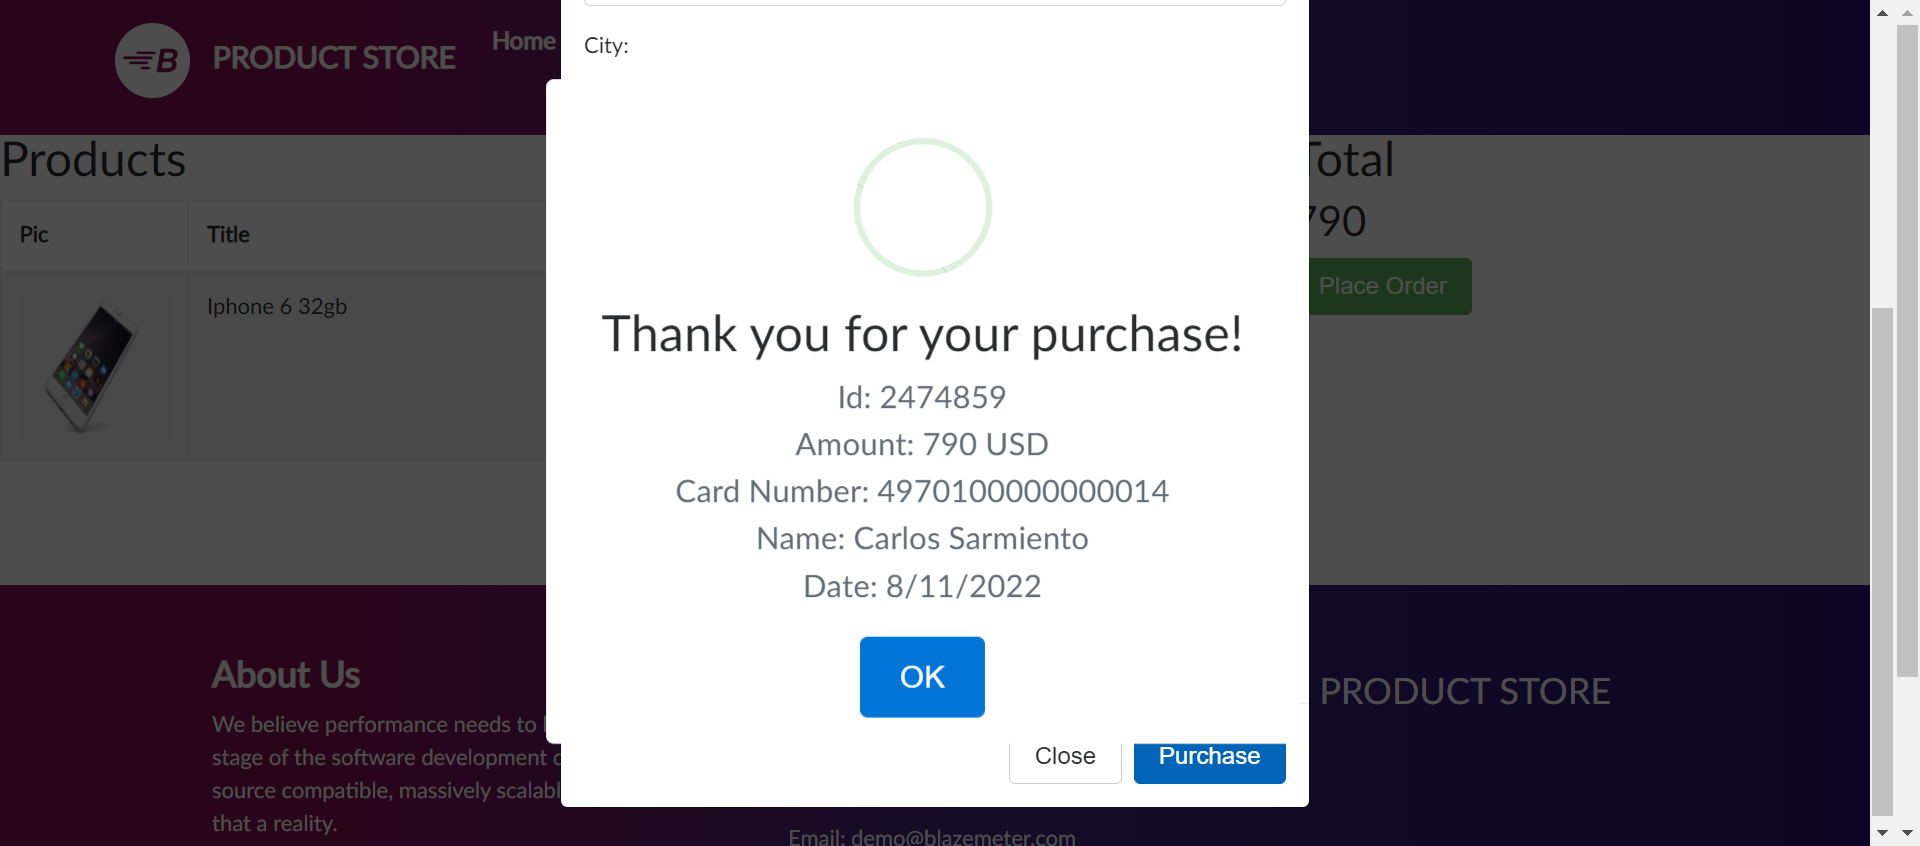 B
PRODUCT STORE
Home
City:
Products
Total
790
Pic
Title
Place Order
Iphone 6 32gb
Thank you for your purchase!
Id: 2474859
Amount: 790 USD
Card Number: 4970100000000014
Name: Carlos Sarmiento
Date: 8/11/2022
OK
Close
Purchase
About Us
We believe performance needs to
stage of the software development
source compatible, massively scalabl
that a reality.
PRODUCT STORE
Email: demo@blazemeter.com